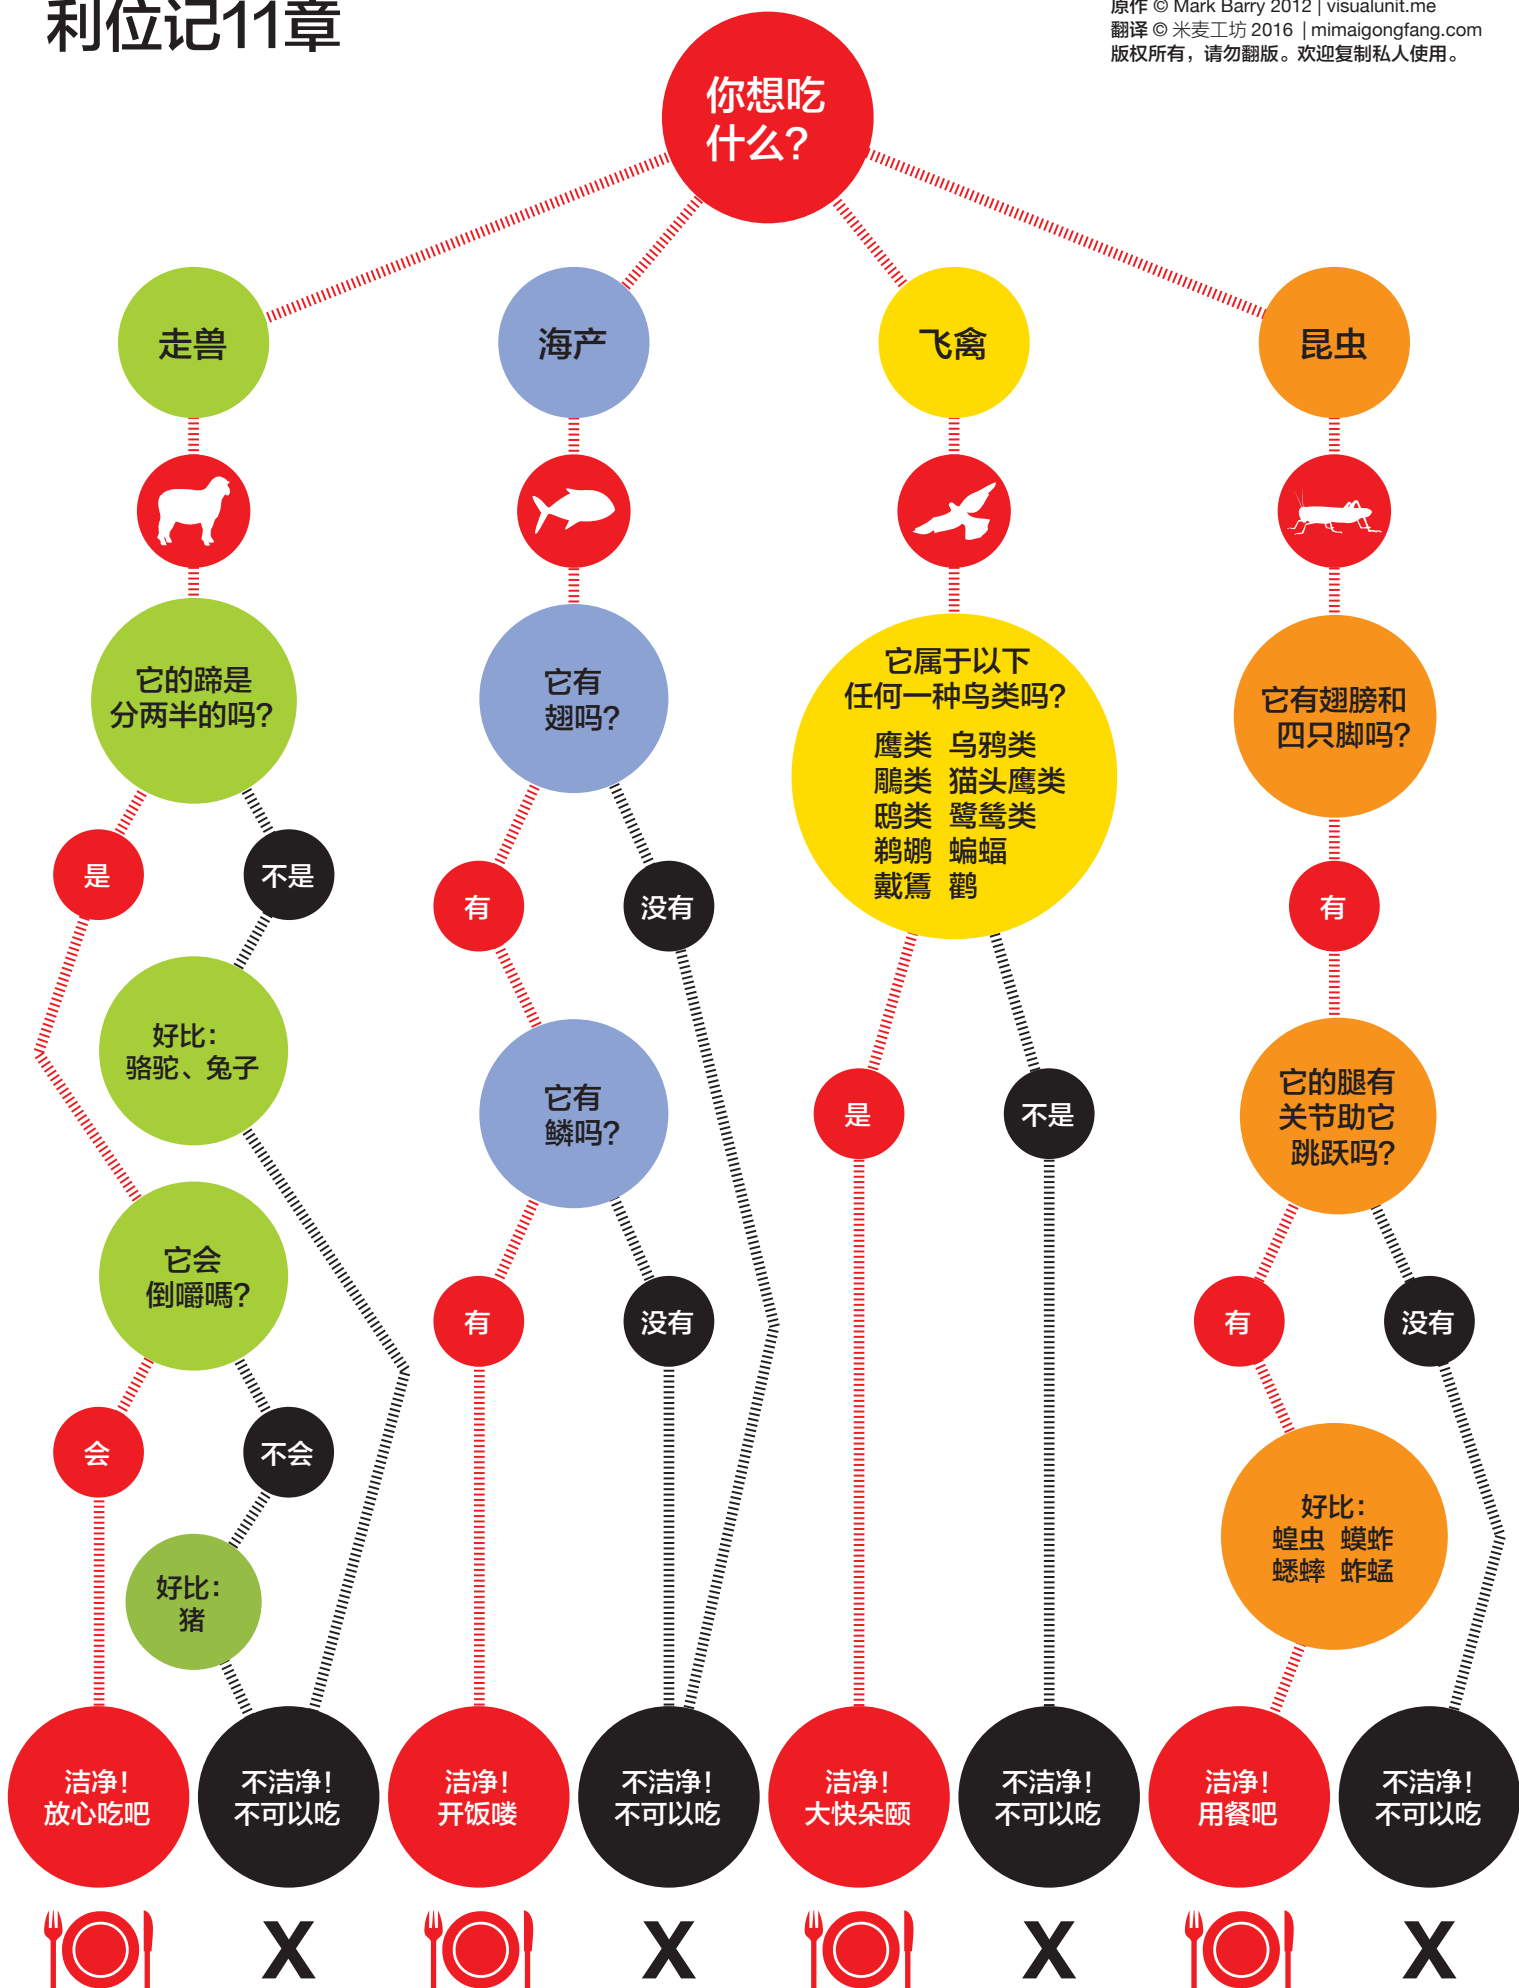 利位记11章
原作 © Mark Barry 2012 | visualunit.me
翻译 © 米麦工坊 2016 | mimaigongfang.com
版权所有，请勿翻版。欢迎复制私人使用。
你想吃
什么？
走兽
海产
飞禽
昆虫
它的蹄是
分两半的吗？
它有
翅吗？
它属于以下
任何一种鸟类吗？
鹰类 乌鸦类
鵰类 猫头鹰类
鸱类 鹭鸶类
鹈鹕 蝙蝠
戴鵀 鹳
它有翅膀和
四只脚吗？
是
不是
有
没有
有
好比：
骆驼、兔子
它有
鳞吗？
是
不是
它的腿有
关节助它
跳跃吗？
它会
倒嚼嗎？
有
没有
有
没有
会
不会
好比：
蝗虫 蟆蚱
蟋蟀 蚱蜢
好比：
猪
洁净！
放心吃吧
不洁净！
不可以吃
洁净！
开饭喽
不洁净！
不可以吃
洁净！
大快朵颐
不洁净！
不可以吃
洁净！
用餐吧
不洁净！
不可以吃
X
X
X
X